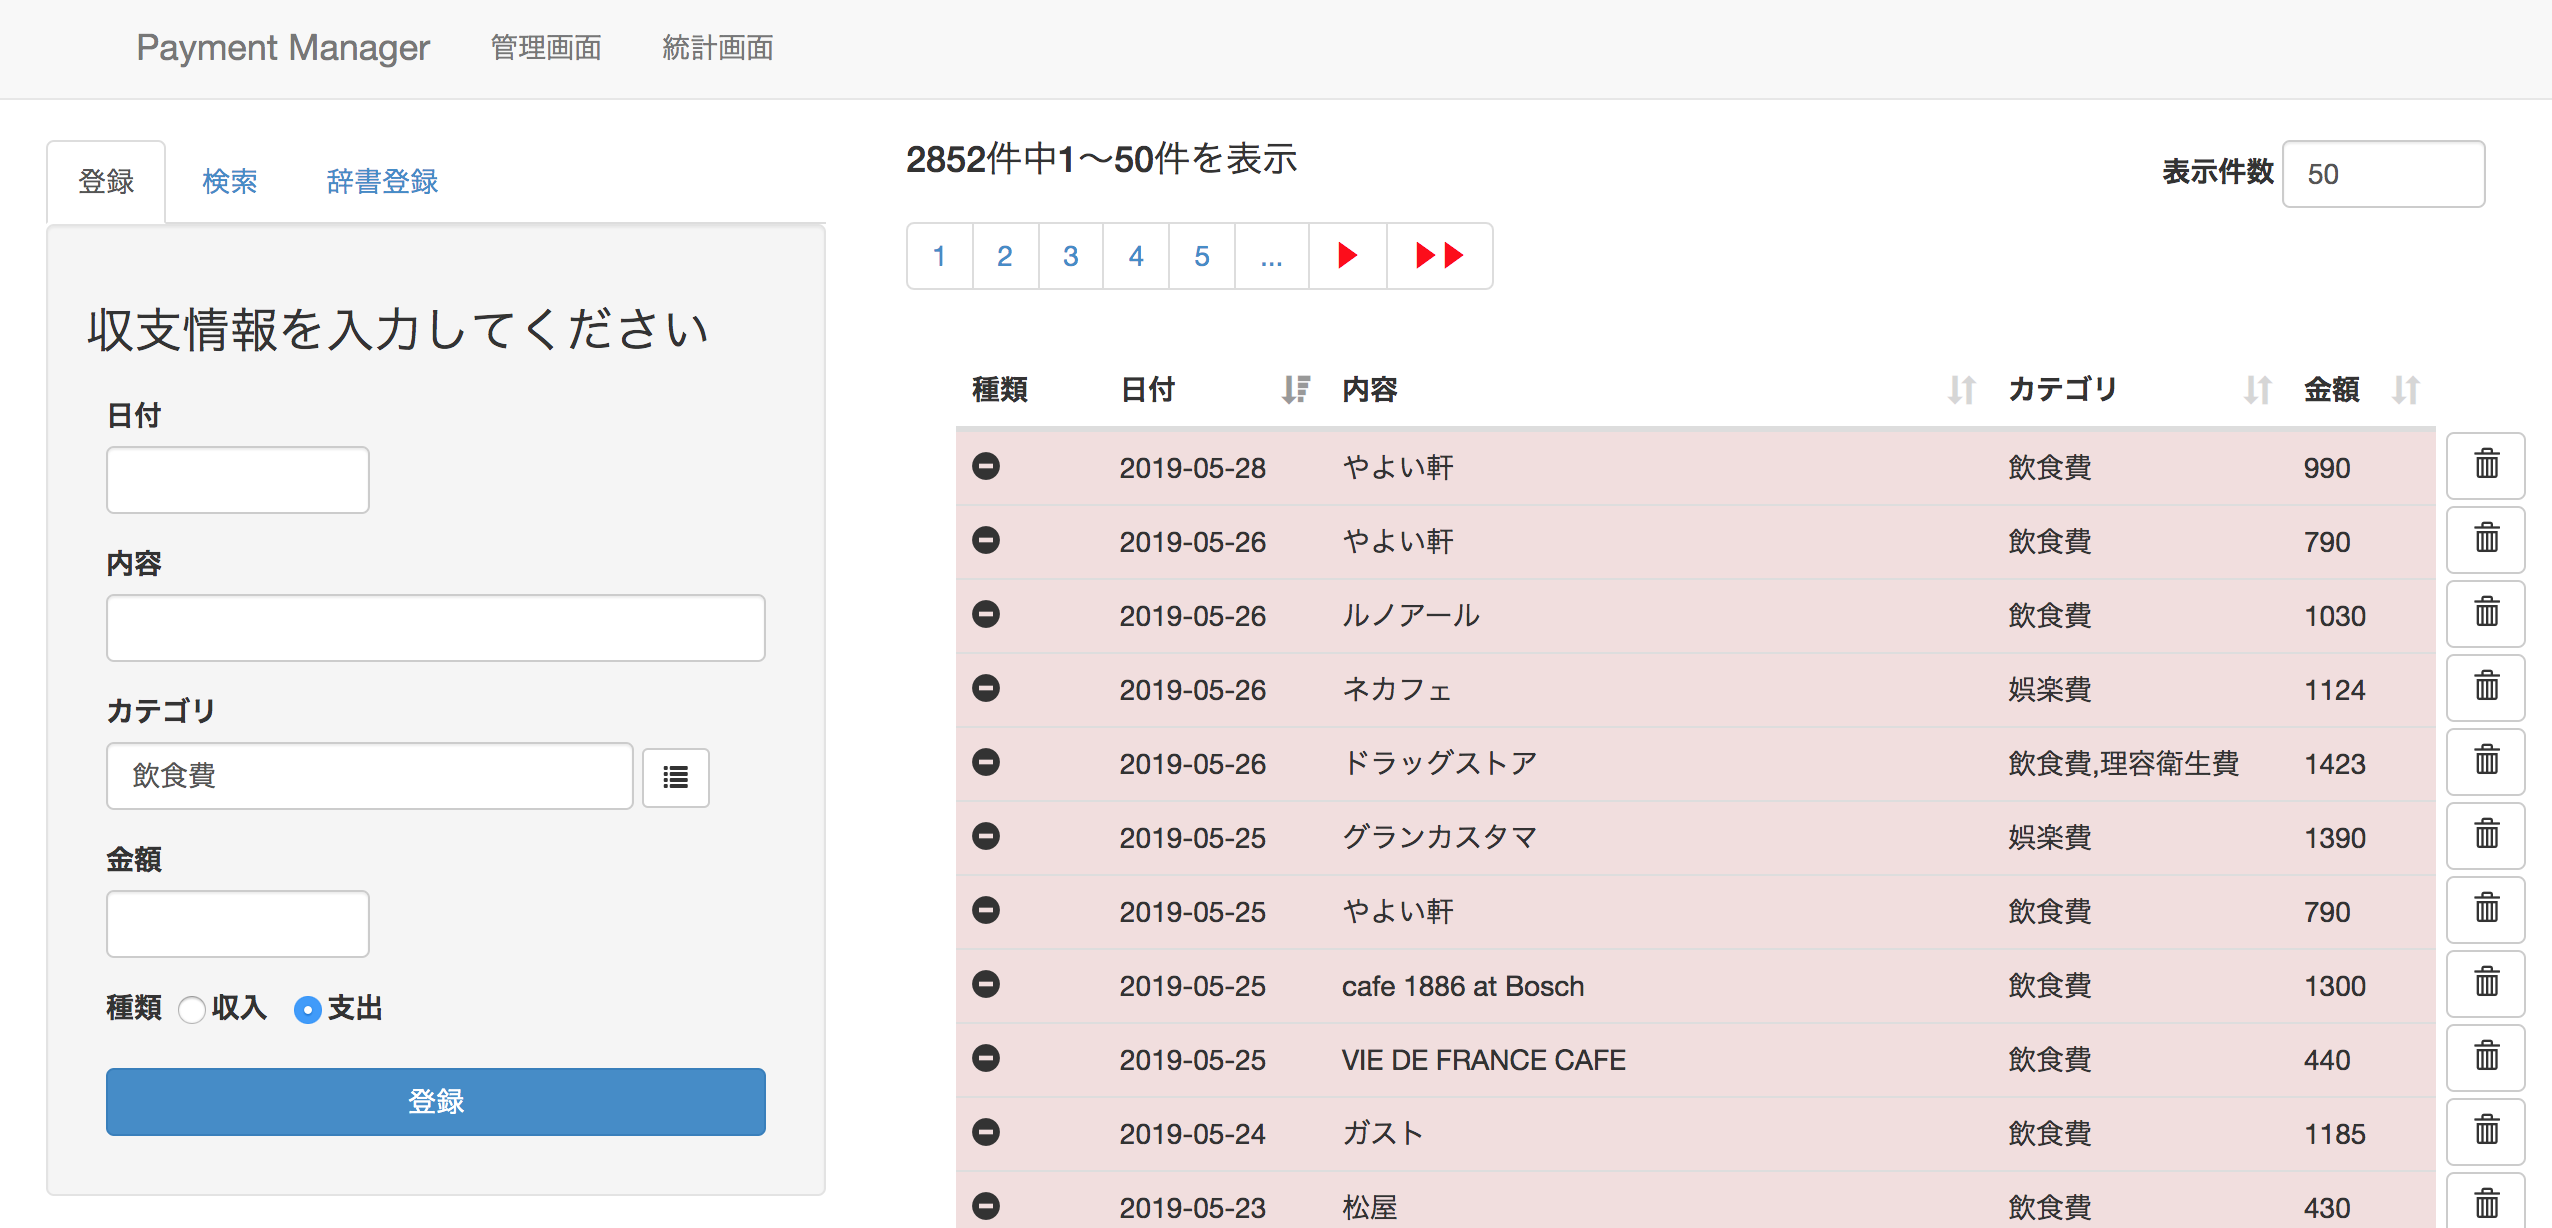 Payment Manager 管理画面 統計画面
登録 検索 辞書登録
収支情報を入力してください
日付
内容
カテゴリ
飲食費
金額
種類 収入 支出
登録
2852件中1〜50件を表示
表示件数 50
1 2 3 4 5 ...
種類 日付 内容 カテゴリ 金額
2019-05-28 やよい軒 飲食費 990
2019-05-26 やよい軒 飲食費 790
2019-05-26 ルノアール 飲食費 1030
2019-05-26 ネカフェ 娯楽費 1124
2019-05-26 ドラッグストア 飲食費,理容衛生費 1423
2019-05-25 グランカスタマ 娯楽費 1390
2019-05-25 やよい軒 飲食費 790
2019-05-25 cafe 1886 at Bosch 飲食費 1300
2019-05-25 VIE DE FRANCE CAFE 飲食費 440
2019-05-24 ガスト 飲食費 1185
2019-05-23 松屋 飲食費 430